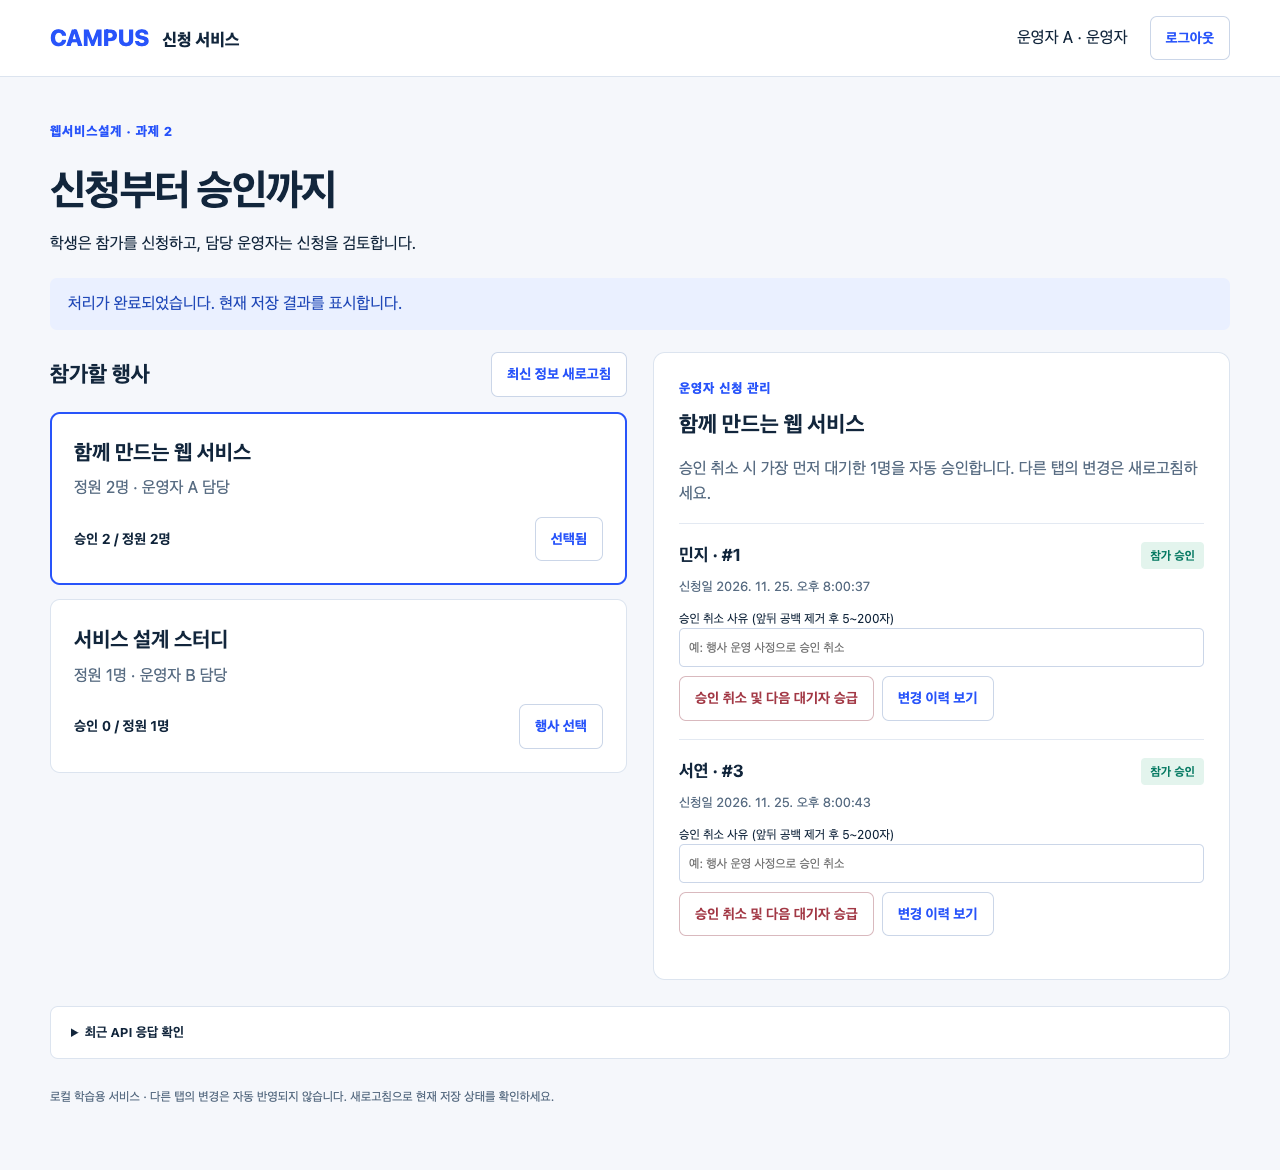 CAMPUS 신청 서비스
운영자 A · 운영자
로그아웃
웹서비스설계 · 과제 2
신청부터 승인까지
학생은 참가를 신청하고, 담당 운영자는 신청을 검토합니다.
처리가 완료되었습니다. 현재 저장 결과를 표시합니다.
참가할 행사
최신 정보 새로고침
함께 만드는 웹 서비스
정원 2명 · 운영자 A 담당
승인 2 / 정원 2명
선택됨
서비스 설계 스터디
정원 1명 · 운영자 B 담당
승인 0 / 정원 1명
행사 선택
운영자 신청 관리
함께 만드는 웹 서비스
승인 취소 시 가장 먼저 대기한 1명을 자동 승인합니다. 다른 탭의 변경은 새로고침하
세요.
민지 · #1
참가 승인
신청일 2026. 11. 25. 오후 8:00:37
승인 취소 사유 (앞뒤 공백 제거 후 5~200자)
예: 행사 운영 사정으로 승인 취소
승인 취소 및 다음 대기자 승급
변경 이력 보기
서연 · #3
참가 승인
신청일 2026. 11. 25. 오후 8:00:43
승인 취소 사유 (앞뒤 공백 제거 후 5~200자)
예: 행사 운영 사정으로 승인 취소
승인 취소 및 다음 대기자 승급
변경 이력 보기
▶ 최근 API 응답 확인
로컬 학습용 서비스 · 다른 탭의 변경은 자동 반영되지 않습니다. 새로고침으로 현재 저장 상태를 확인하세요.